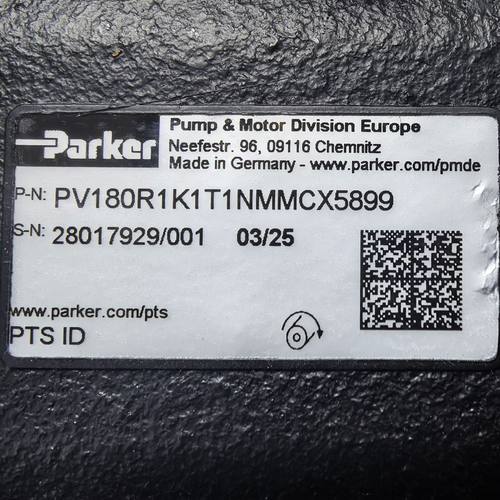 Parker
Pump & Motor Division Europe
Neefestr. 96, 09116 Chemnitz
Made in Germany - www.parker.com/pmde
P-N: PV180R1K1T1NMMCX5899
S-N: 28017929/001 03/25
www.parker.com/pts
PTS ID